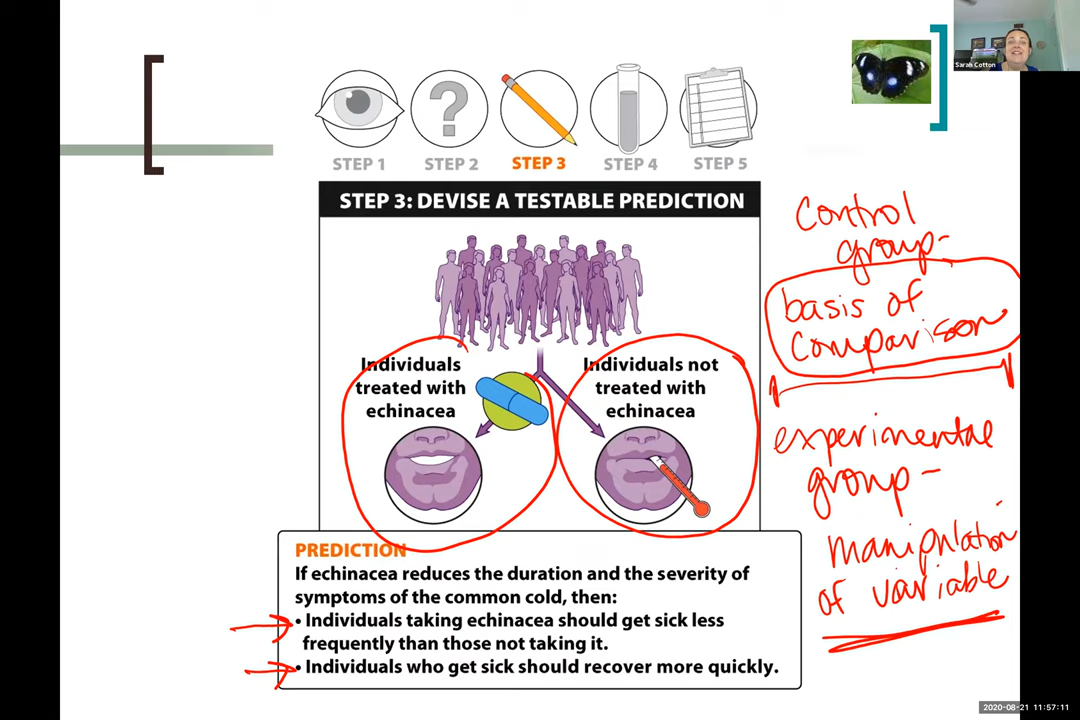 Sarah Cotton
STEP 1
STEP 2
STEP 3
STEP 4
STEP 5
STEP 3: DEVISE A TESTABLE PREDICTION
Individuals
treated with
echinacea
Individuals not
treated with
echinacea
PREDICTION
If echinacea reduces the duration and the severity of
symptoms of the common cold, then:
• Individuals taking echinacea should get sick less
frequently than those not taking it.
• Individuals who get sick should recover more quickly.
control
group-
basis of
comparison
experimental
group-
manipulation
of variable
2020-08-21 11:57:11